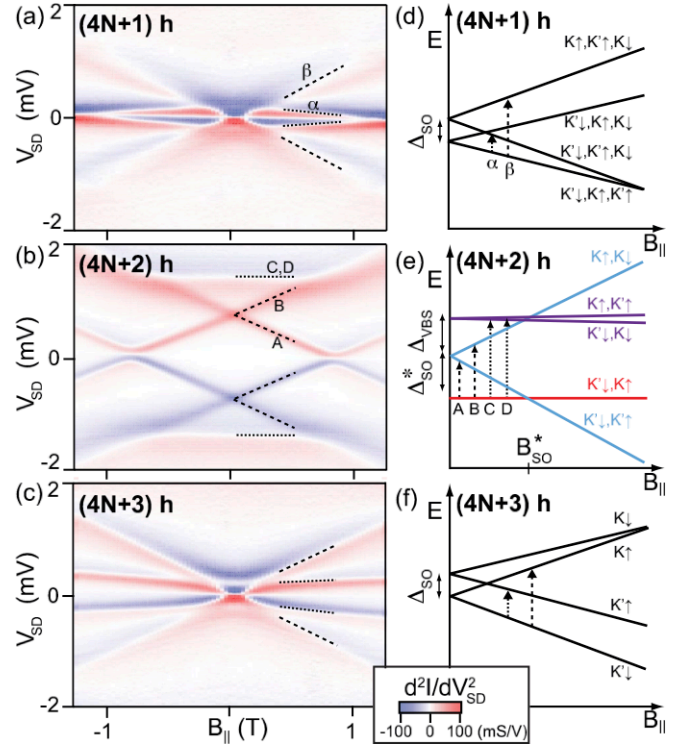 (a) (4N+1) h
2
0
-2
V_SD (mV)
β
α
(d) (4N+1) h
E
Δ_SO
K↑,K'↑,K↓
K'↓,K↑,K↓
K'↓,K'↑,K↓
K'↓,K↑,K'↑
α
β
B_||
(b) (4N+2) h
2
0
-2
V_SD (mV)
C,D
B
A
(e) (4N+2) h
E
Δ_VBS
Δ*_SO
K↑,K↓
K↑,K'↑
K'↓,K↓
K'↓,K↑
K'↓,K'↑
A B C D
B*_SO
B_||
(c) (4N+3) h
2
0
-2
V_SD (mV)
-1 0 1
B_|| (T)
(f) (4N+3) h
E
Δ_SO
K↓
K↑
K'↑
K'↓
B_||
d²I/dV²_SD
-100 0 100 (mS/V)